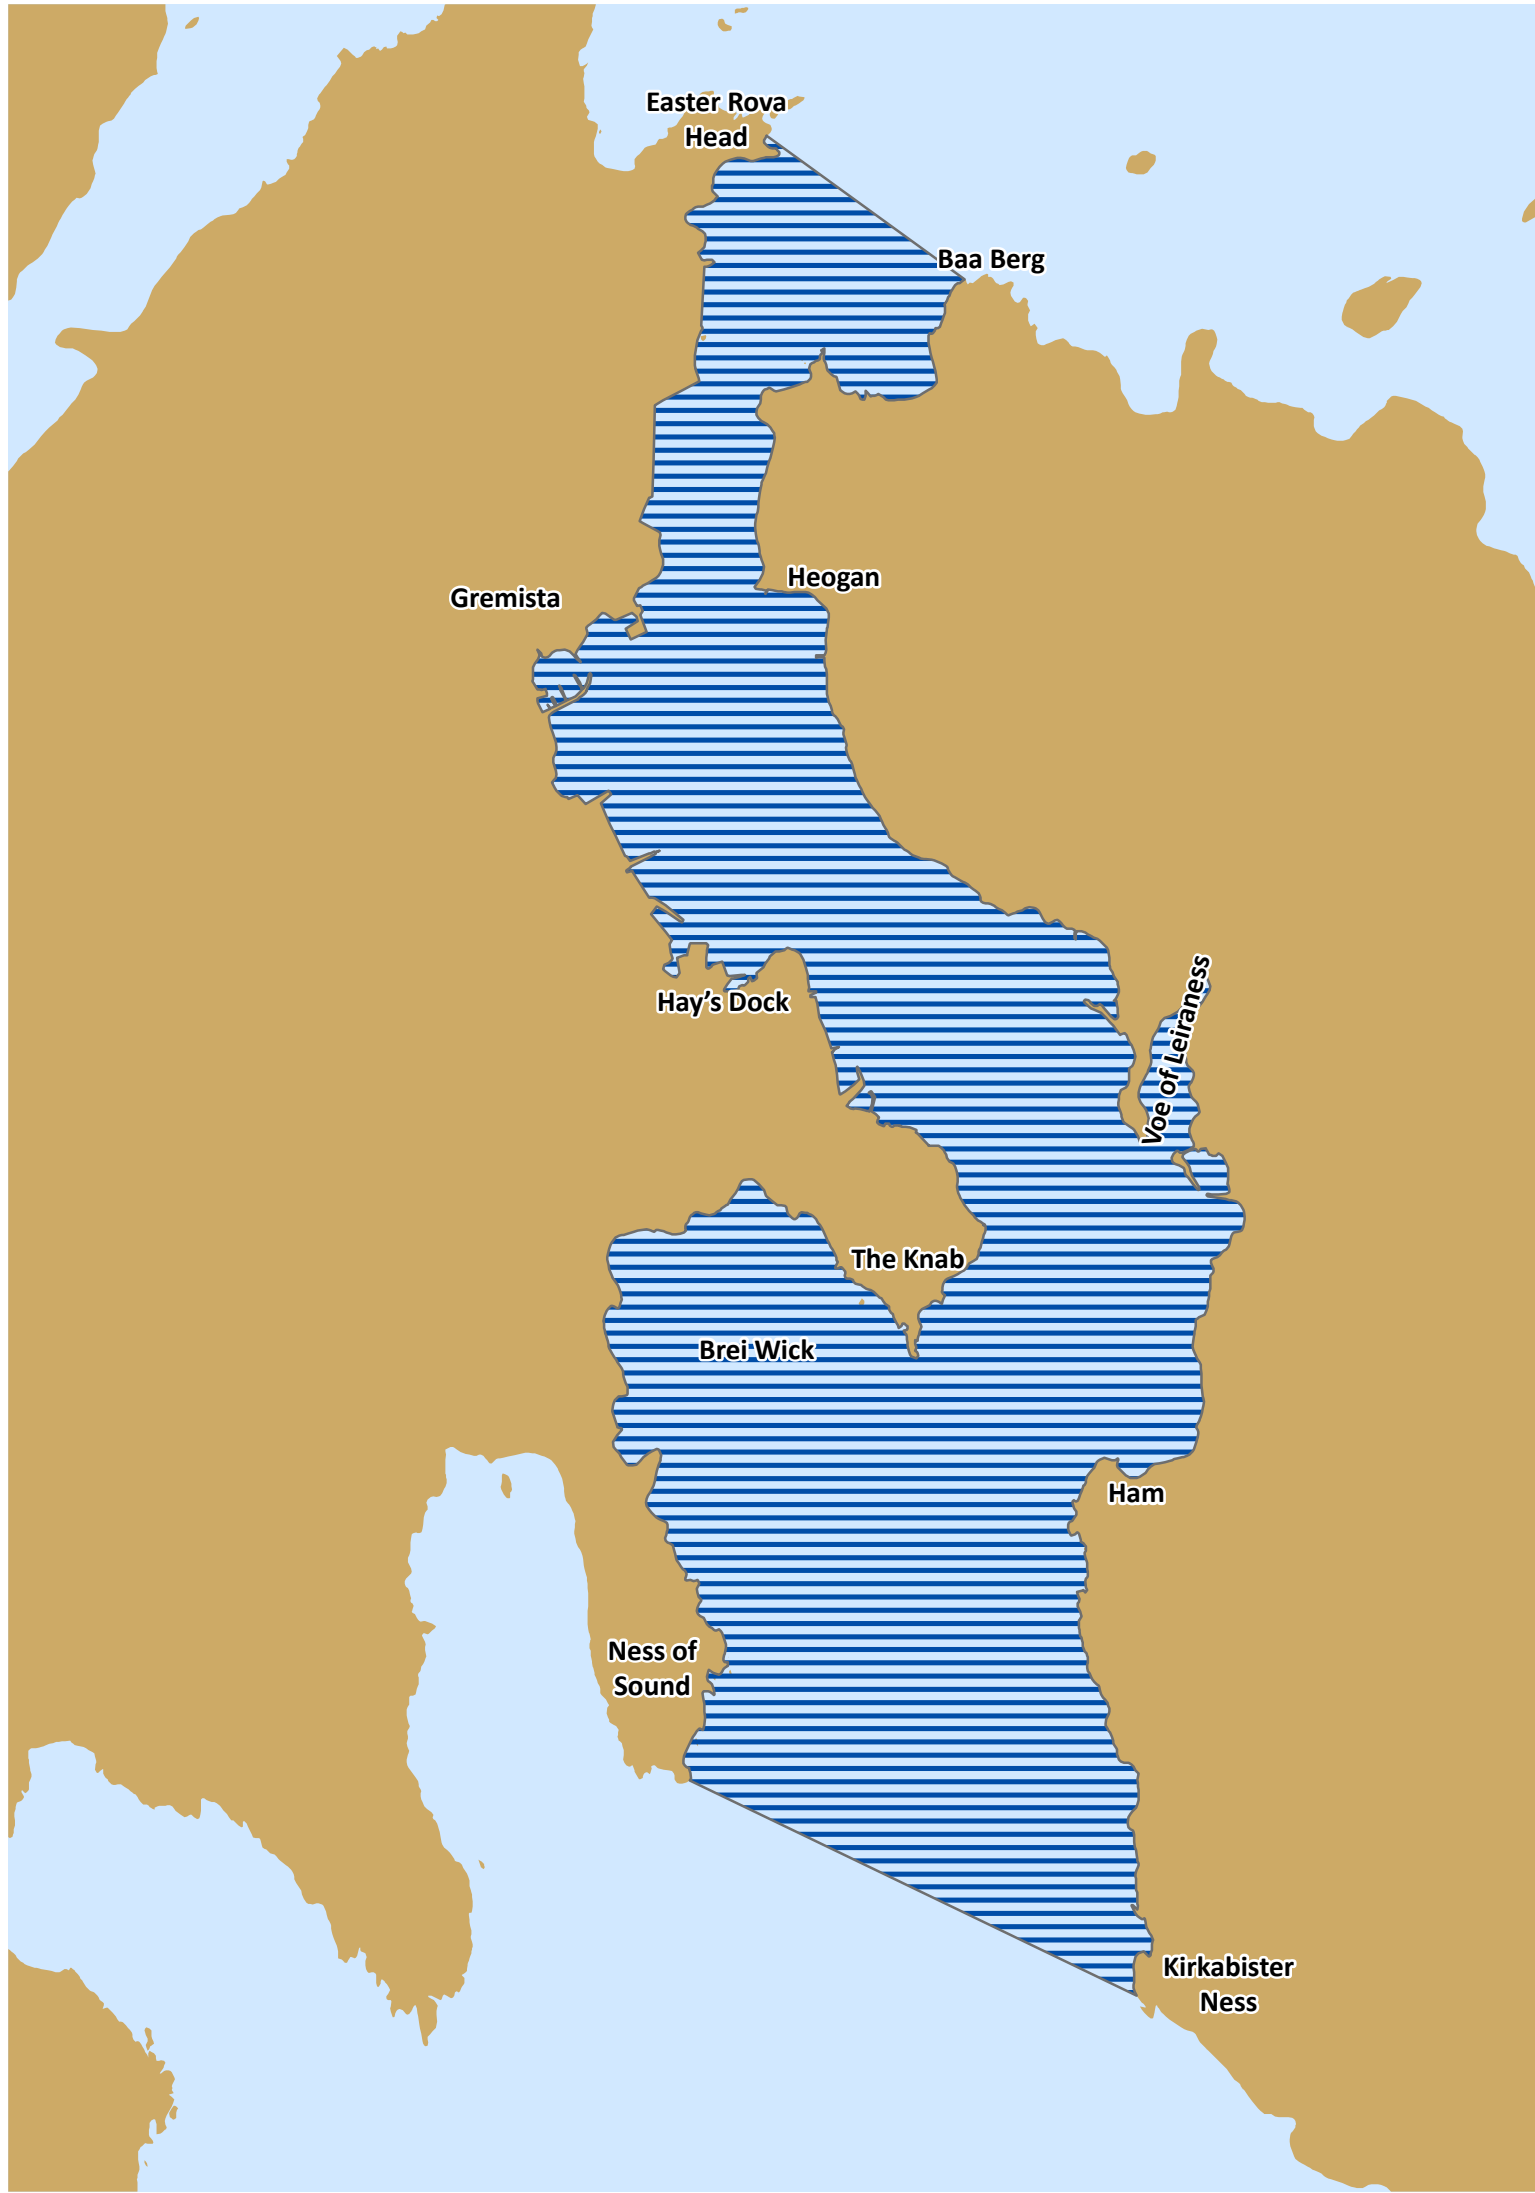 Easter Rova
Head
Baa Berg
Heogan
Gremista
Hay's Dock
Voe of Leiraness
The Knab
Brei Wick
Ham
Ness of
Sound
Kirkabister
Ness